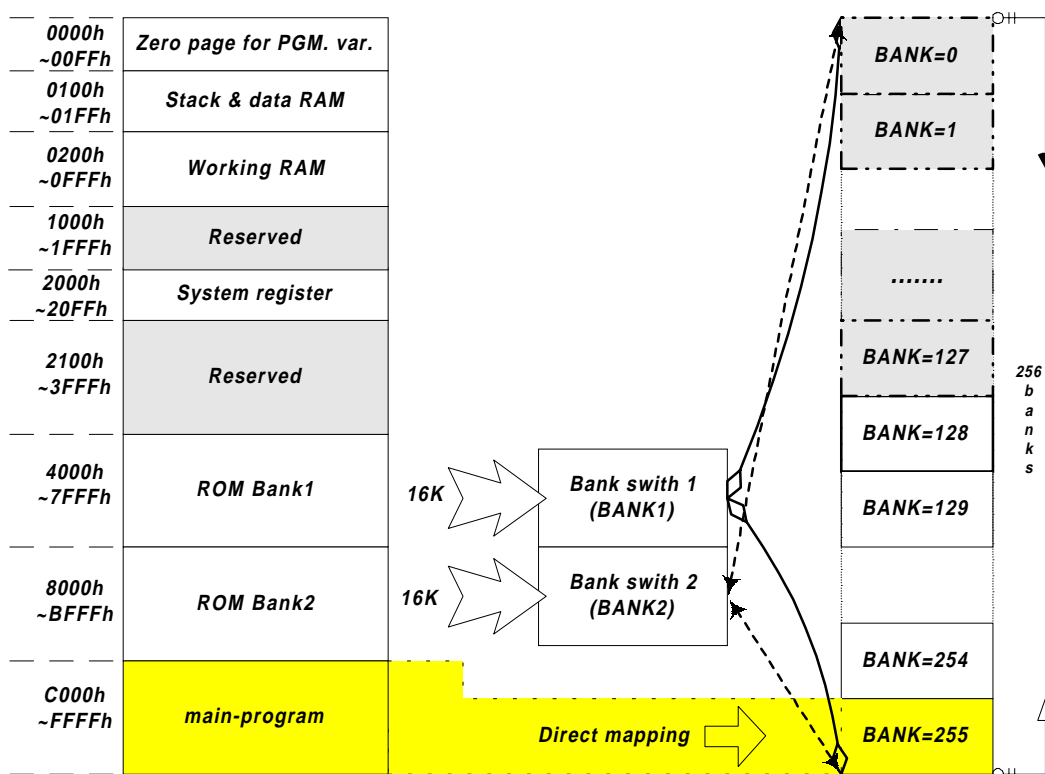 0000h
~00FFh
Zero page for PGM. var.
0100h
~01FFh
Stack & data RAM
0200h
~0FFFh
Working RAM
1000h
~1FFFh
Reserved
2000h
~20FFh
System register
2100h
~3FFFh
Reserved
4000h
~7FFFh
ROM Bank1
8000h
~BFFFh
ROM Bank2
C000h
~FFFFh
main-program
16K
Bank swith 1
(BANK1)
16K
Bank swith 2
(BANK2)
Direct mapping
BANK=0
BANK=1
.......
BANK=127
BANK=128
BANK=129
BANK=254
BANK=255
256
b
a
n
k
s